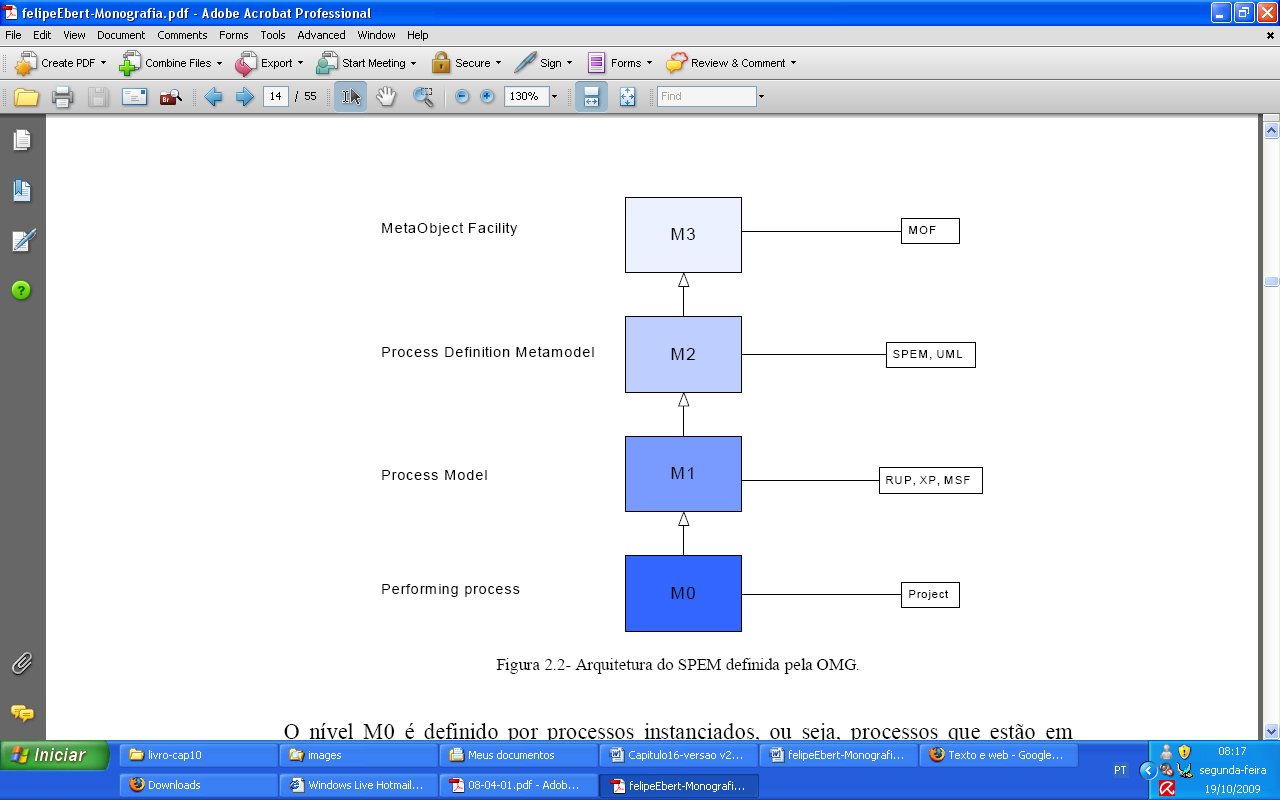 felipeEbert-Monografia.pdf - Adobe Acrobat Professional
File Edit View Document Comments Forms Tools Advanced Window Help
Create PDF Combine Files Export Start Meeting Secure Sign Forms Review & Comment
14 / 55 130% Find
MetaObject Facility M3 MOF
Process Definition Metamodel M2 SPEM, UML
Process Model M1 RUP, XP, MSF
Performing process M0 Project
Figura 2.2- Arquitetura do SPEM definida pela OMG.
O nível M0 é definido por processos instanciados, ou seja, processos que estão em
Iniciar livro-cap10 images Meus documentos Capitulo16-versao v2... felipeEbert-Monografi... Texto e web - Google... 08:17
PT segunda-feira
Downloads Windows Live Hotmail... 08-04-01.pdf - Adob... felipeEbert-Monografi... 19/10/2009